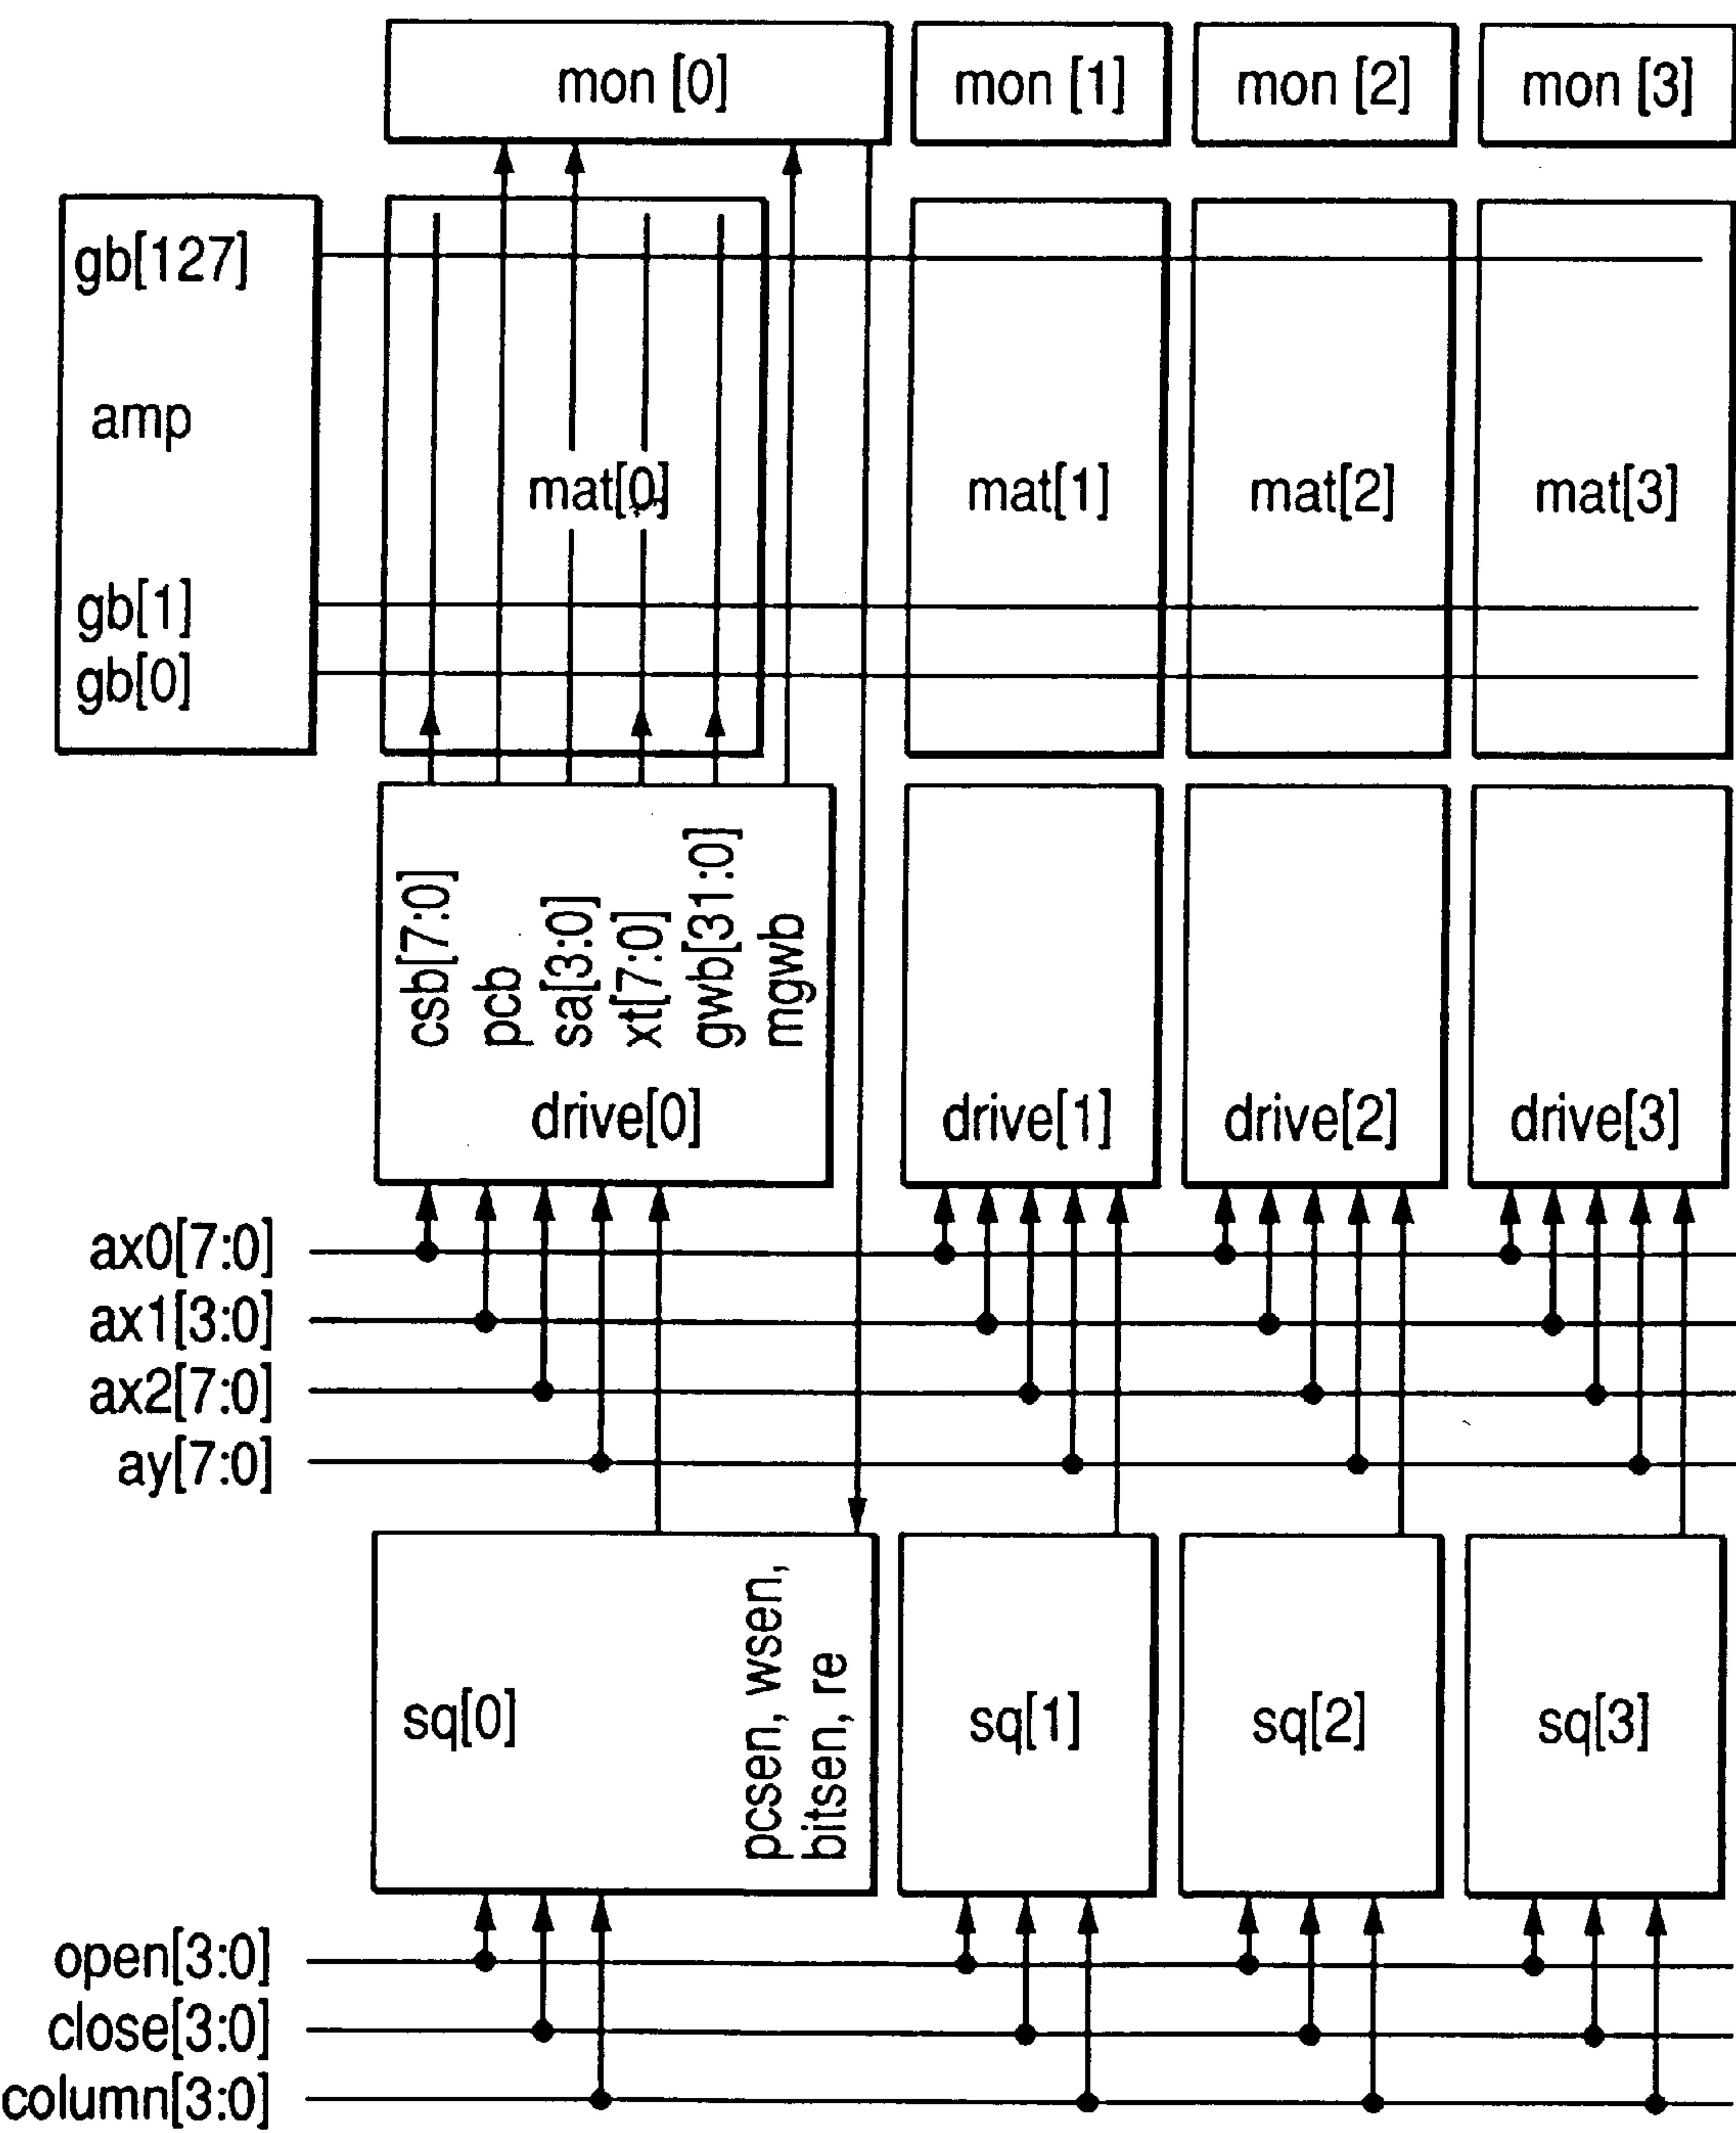 mon [0]
mon [1]
mon [2]
mon [3]
gb[127]
amp
mat[0]
mat[1]
mat[2]
mat[3]
gb[1]
gb[0]
csb[7:0]
pcb
sa[3:0]
xt[7:0]
gwb[31:0]
mgwb
drive[0]
drive[1]
drive[2]
drive[3]
ax0[7:0]
ax1[3:0]
ax2[7:0]
ay[7:0]
sq[0]
pcsen, wsen,
bitsen, re
sq[1]
sq[2]
sq[3]
open[3:0]
close[3:0]
column[3:0]